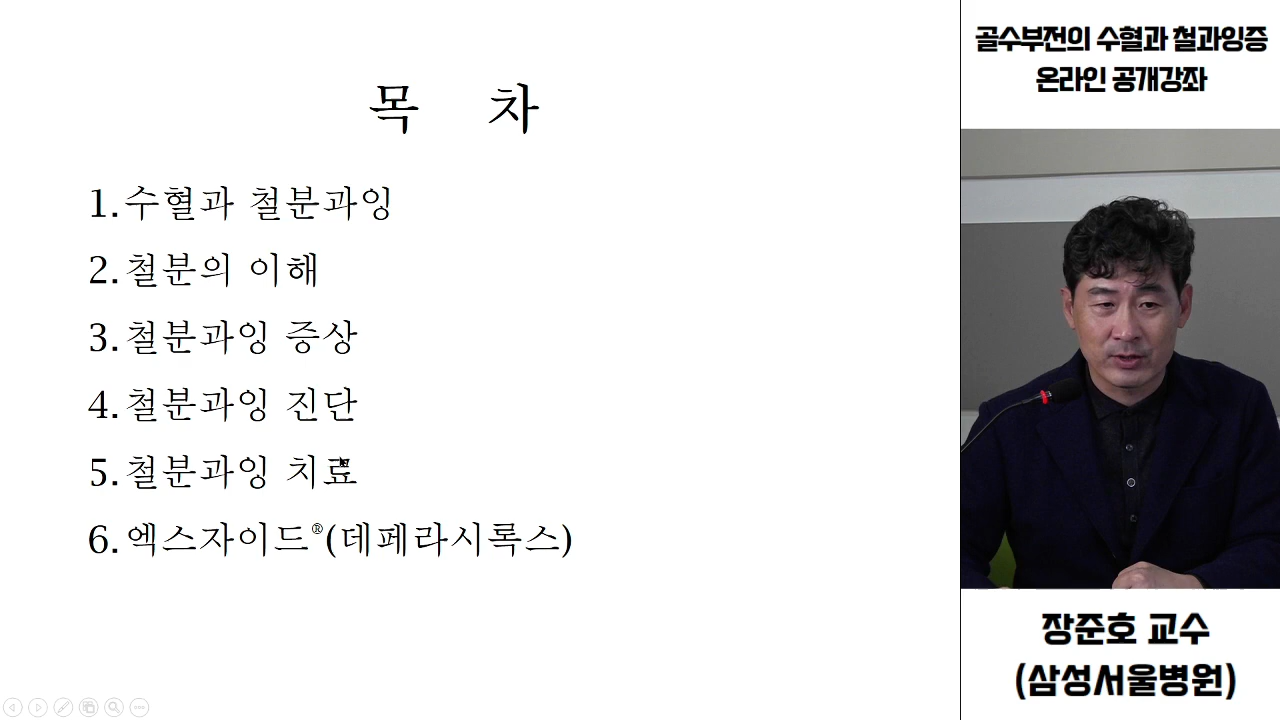 목 차
1.수혈과 철분과잉
2.철분의 이해
3.철분과잉 증상
4.철분과잉 진단
5.철분과잉 치료
6.엑스자이드®(데페라시록스)
골수부전의 수혈과 철과잉증
온라인 공개강좌
장준호 교수
(삼성서울병원)